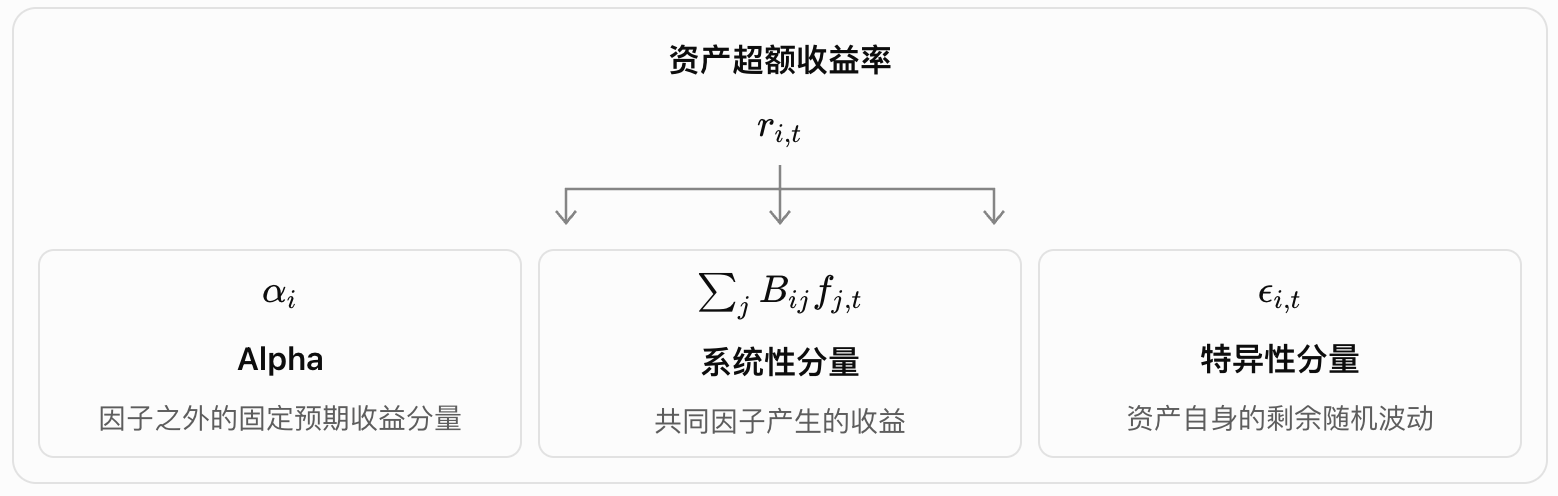 资产超额收益率
r_{i,t}
α_i
∑_j B_{ij} f_{j,t}
ϵ_{i,t}
Alpha
系统性分量
特异性分量
因子之外的固定预期收益分量
共同因子产生的收益
资产自身的剩余随机波动